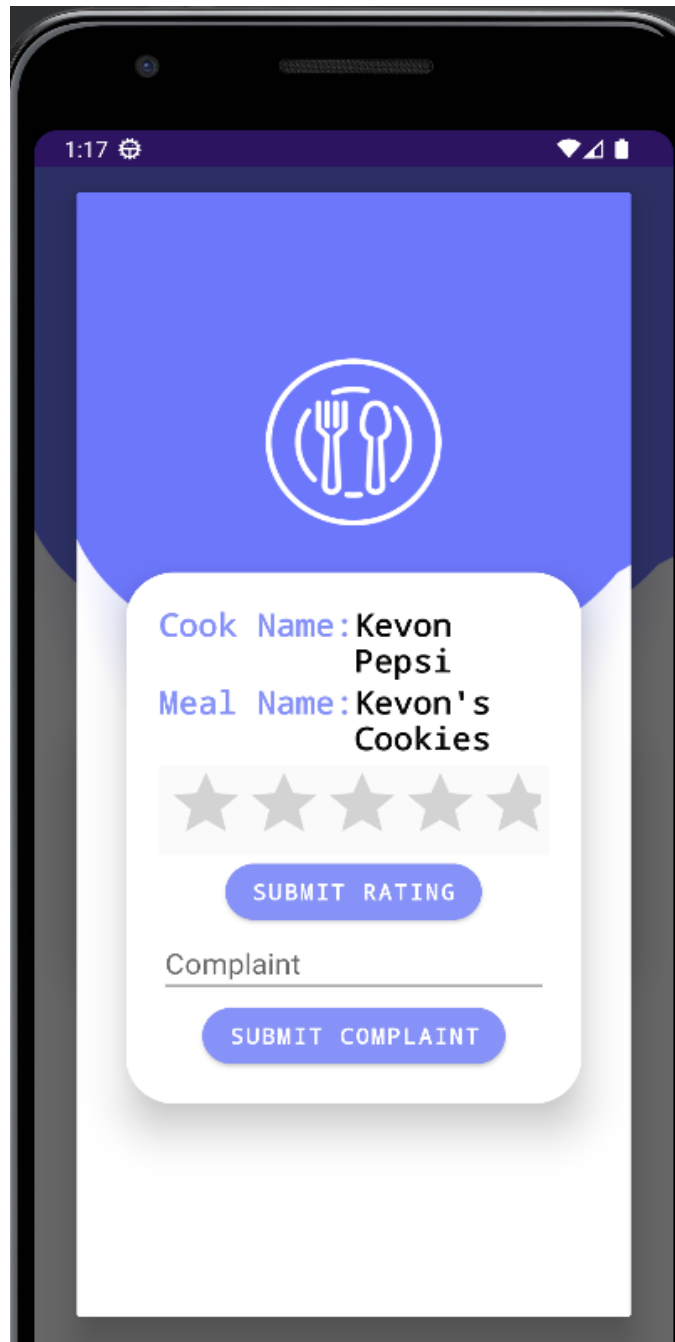 1:17
Cook Name:Kevon
Pepsi
Meal Name:Kevon's
Cookies
SUBMIT RATING
Complaint
SUBMIT COMPLAINT